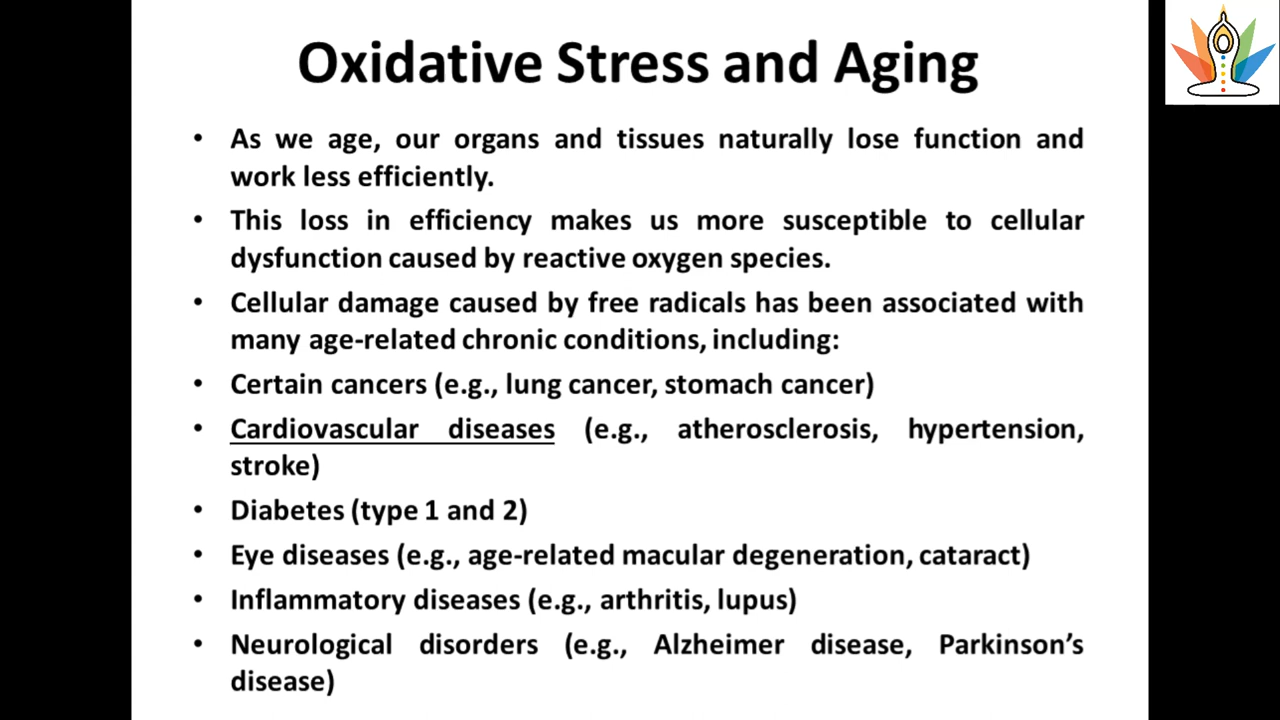 Oxidative Stress and Aging
• As we age, our organs and tissues naturally lose function and
work less efficiently.
• This loss in efficiency makes us more susceptible to cellular
dysfunction caused by reactive oxygen species.
• Cellular damage caused by free radicals has been associated with
many age-related chronic conditions, including:
• Certain cancers (e.g., lung cancer, stomach cancer)
• Cardiovascular diseases (e.g., atherosclerosis, hypertension,
stroke)
• Diabetes (type 1 and 2)
• Eye diseases (e.g., age-related macular degeneration, cataract)
• Inflammatory diseases (e.g., arthritis, lupus)
• Neurological disorders (e.g., Alzheimer disease, Parkinson’s
disease)